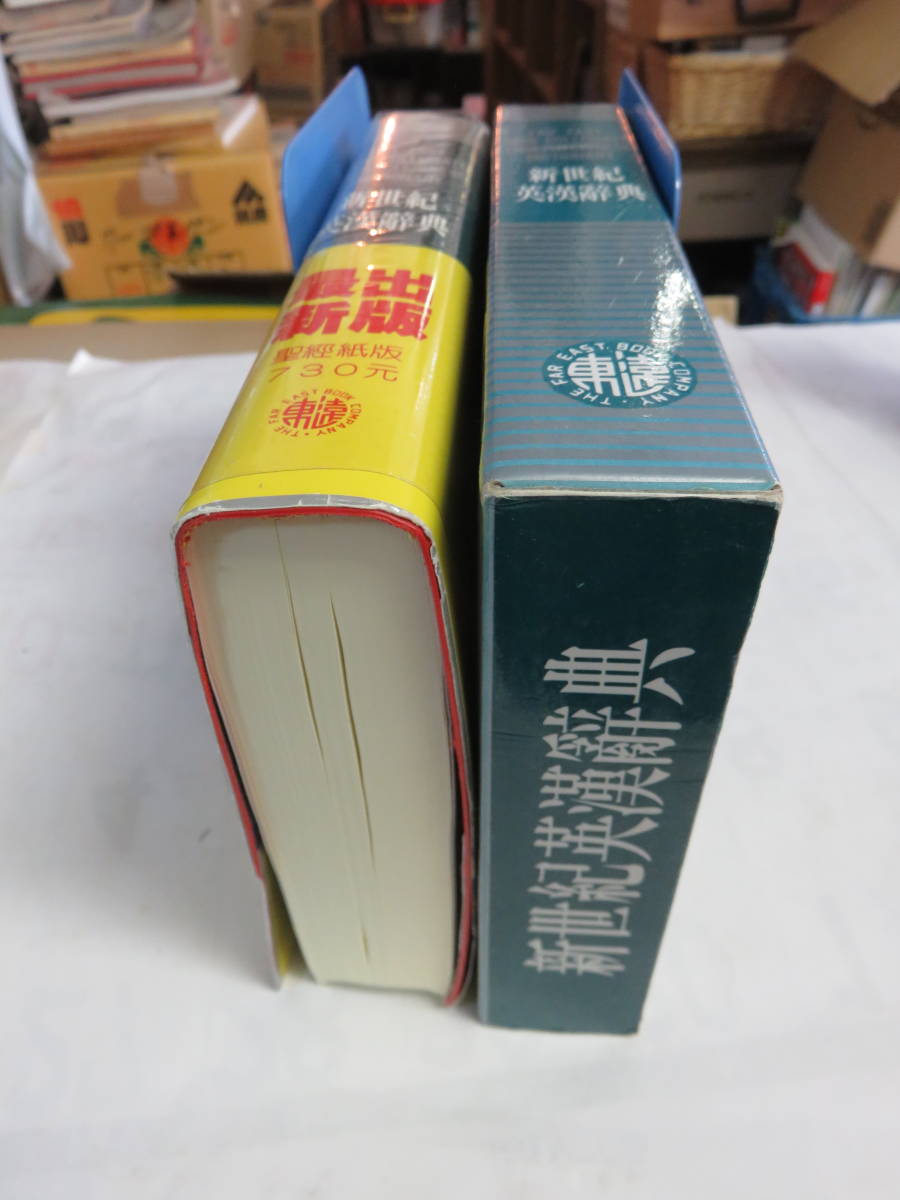 新世紀
英漢辭典
最新
出版
聖經紙版
730元
THE FAR EAST BOOK COMPANY
遠東
新世紀
英漢辭典
THE FAR EAST BOOK COMPANY
遠東
新世紀英漢辭典